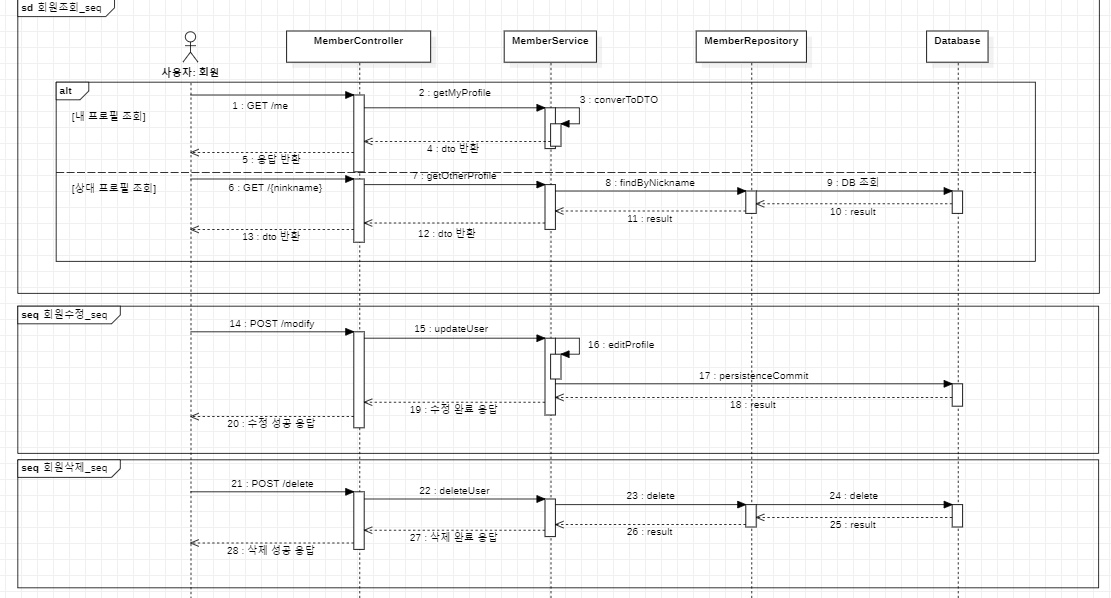 sd 회원조회_seq
MemberController
MemberService
MemberRepository
Database
사용자: 회원
alt
[내 프로필 조회]
1 : GET /me
2 : getMyProfile
3 : converToDTO
4 : dto 반환
5 : 응답 반환
[상대 프로필 조회]
6 : GET /{ninkname}
7 : getOtherProfile
8 : findByNickname
9 : DB 조회
10 : result
11 : result
12 : dto 반환
13 : dto 반환
seq 회원수정_seq
14 : POST /modify
15 : updateUser
16 : editProfile
17 : persistenceCommit
18 : result
19 : 수정 완료 응답
20 : 수정 성공 응답
seq 회원삭제_seq
21 : POST /delete
22 : deleteUser
23 : delete
24 : delete
25 : result
26 : result
27 : 삭제 완료 응답
28 : 삭제 성공 응답